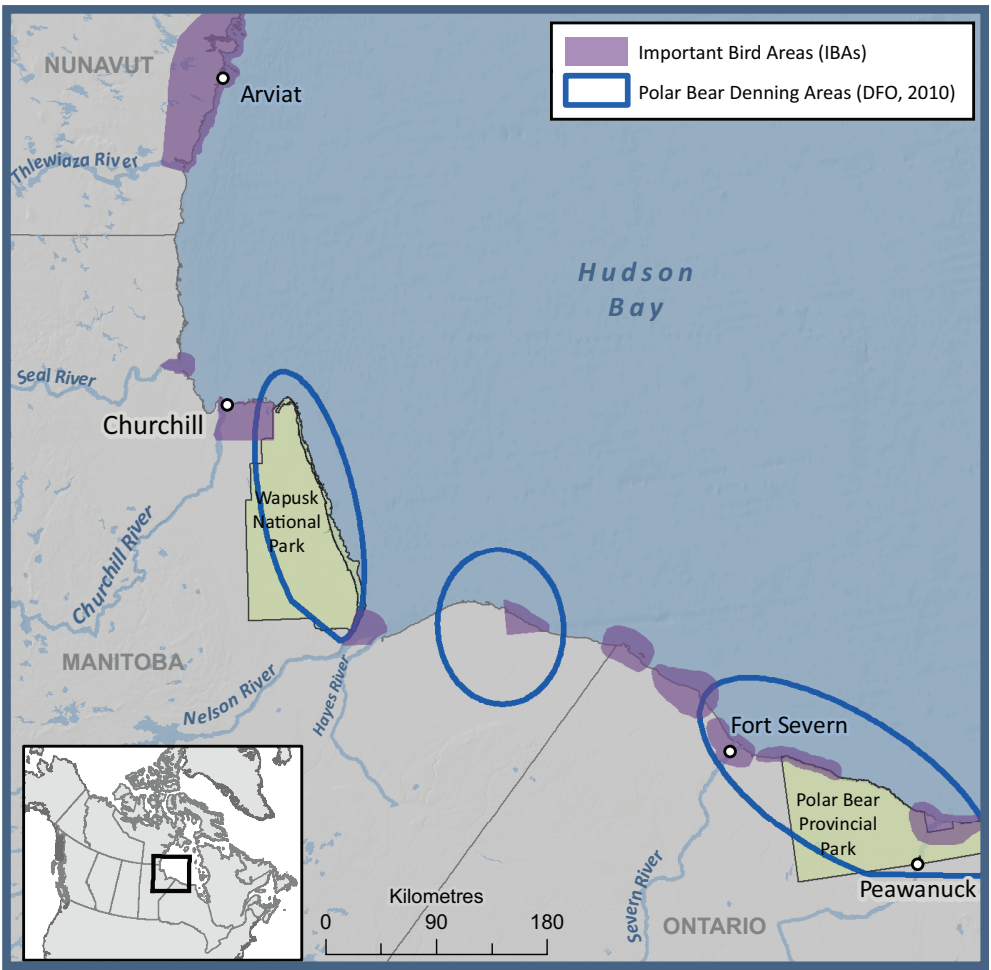 NUNAVUT
Arviat
Thlewiaza River
Important Bird Areas (IBAs)
Polar Bear Denning Areas (DFO, 2010)
Hudson
Bay
Seal River
Churchill
Wapusk
National
Park
Churchill River
MANITOBA
Nelson River
Hayes River
Fort Severn
Polar Bear
Provincial
Park
Peawanuck
Severn River
ONTARIO
Kilometres
0 90 180